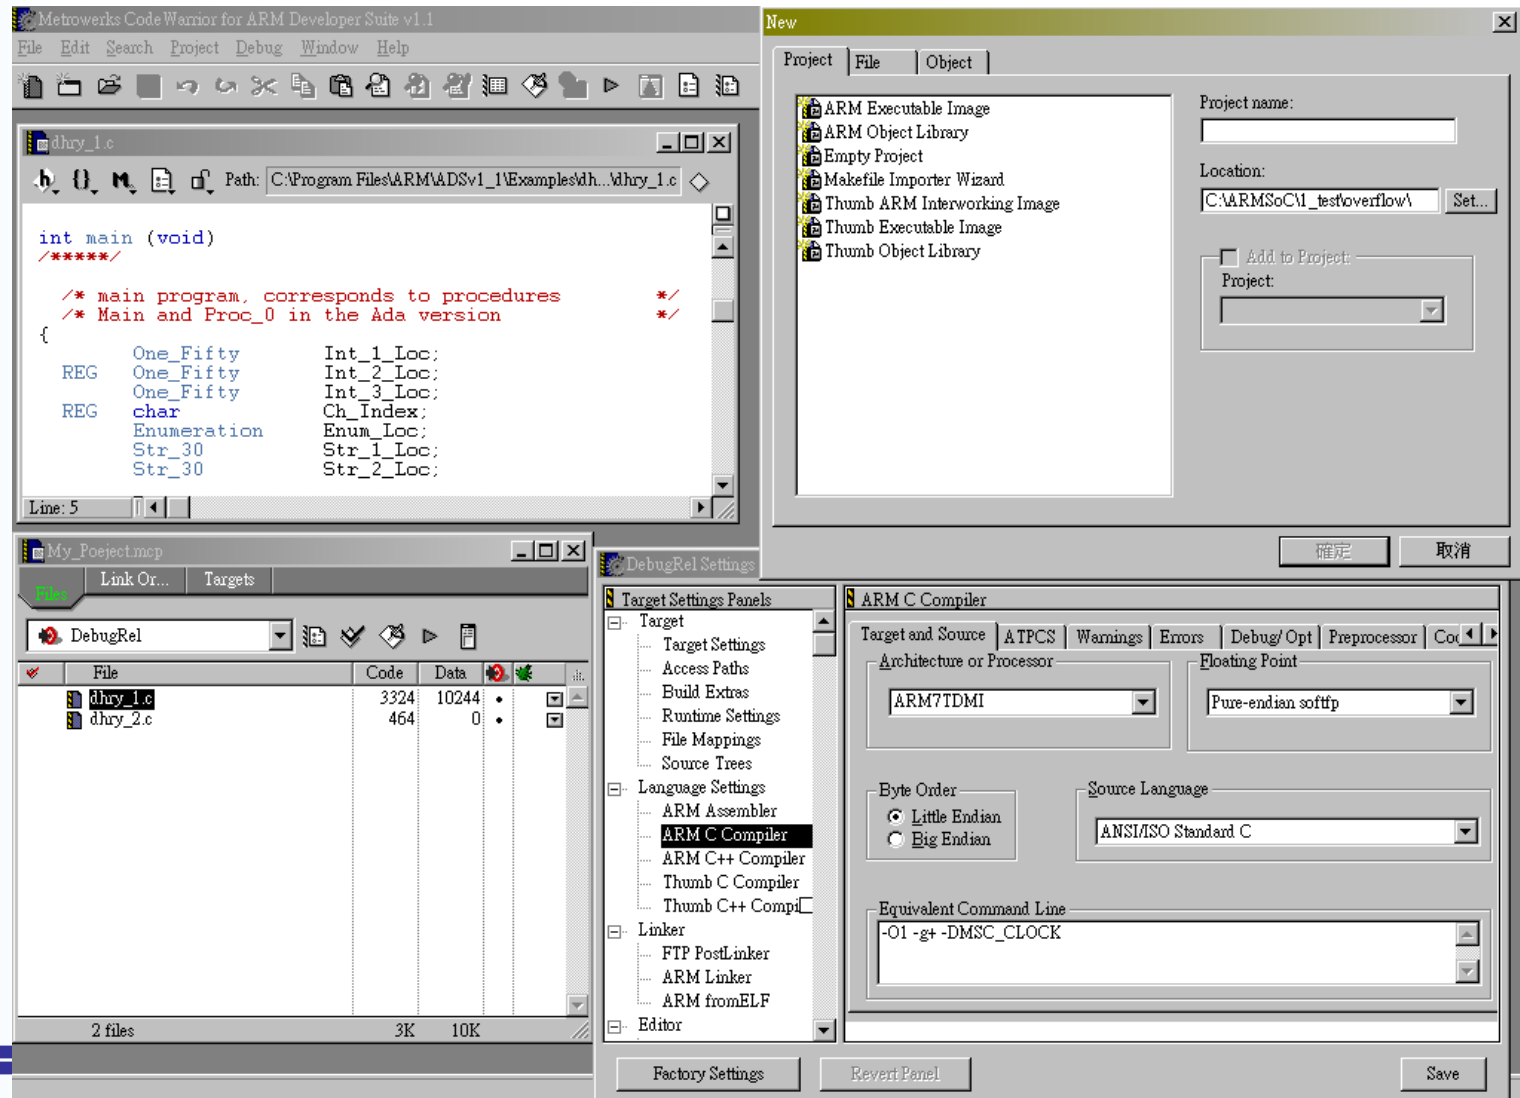 Metrowerks CodeWarrior for ARM Developer Suite v1.1
File Edit Search Project Debug Window Help
dhry_1.c
Path: C:\Program Files\ARM\ADSv1_1\Examples\dh...\dhry_1.c
int main (void)
/*****/
/* main program, corresponds to procedures */
/* Main and Proc_0 in the Ada version */
{
One_Fifty Int_1_Loc;
REG One_Fifty Int_2_Loc;
One_Fifty Int_3_Loc;
REG char Ch_Index;
Enumeration Enum_Loc;
Str_30 Str_1_Loc;
Str_30 Str_2_Loc;
Line: 5
New
Project File Object
ARM Executable Image
ARM Object Library
Empty Project
Makefile Importer Wizard
Thumb ARM Interworking Image
Thumb Executable Image
Thumb Object Library
Project name:
Location:
C:\ARMSoC\1_test\overflow\ Set...
Add to Project:
Project:
確定 取消
My_Poeject.mcp
Files Link Or... Targets
DebugRel
File Code Data
dhry_1.c 3324 10244
dhry_2.c 464 0
2 files 3K 10K
DebugRel Settings
Target Settings Panels
Target
Target Settings
Access Paths
Build Extras
Runtime Settings
File Mappings
Source Trees
Language Settings
ARM Assembler
ARM C Compiler
ARM C++ Compiler
Thumb C Compiler
Thumb C++ Compi
Linker
FTP PostLinker
ARM Linker
ARM fromELF
Editor
ARM C Compiler
Target and Source ATPCS Warnings Errors Debug/Opt Preprocessor Co
Architecture or Processor
ARM7TDMI
Floating Point
Pure-endian softfp
Byte Order
Little Endian
Big Endian
Source Language
ANSI/ISO Standard C
Equivalent Command Line
-O1 -g+ -DMSC_CLOCK
Factory Settings Revert Panel Save